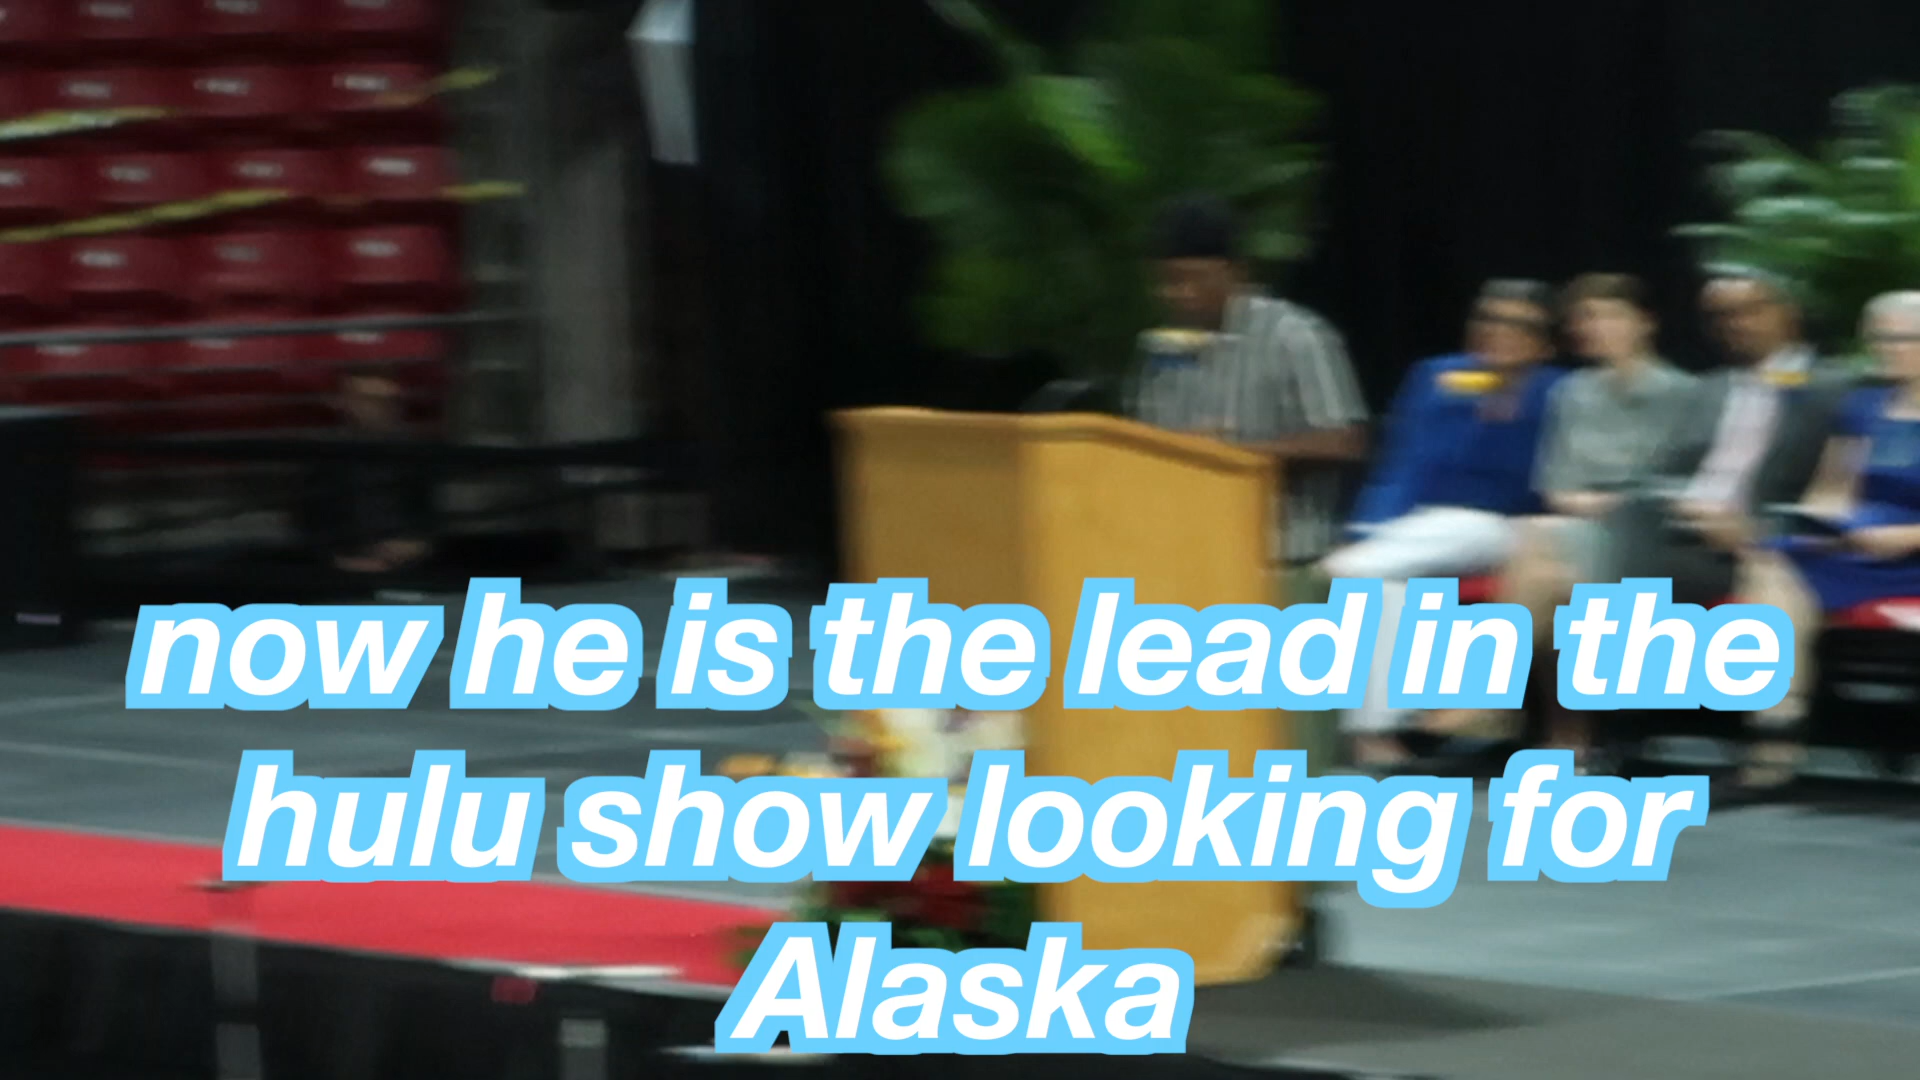 now he is the lead in the
hulu show looking for
Alaska